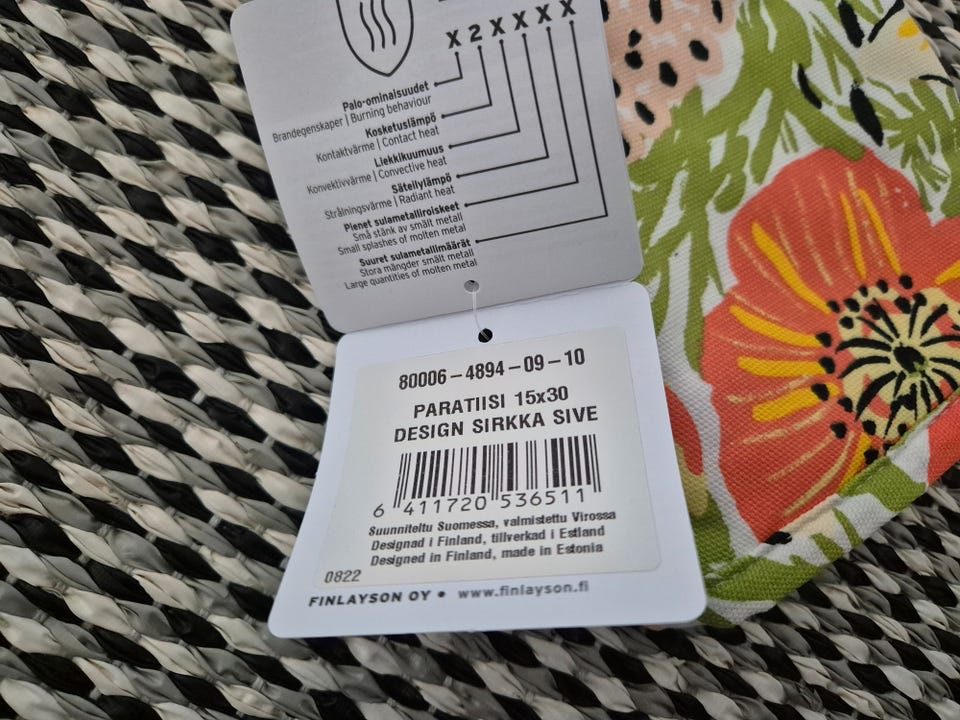 X2XXXX
Palo-ominaisuudet
Brandegenskaper | Burning behaviour
Kosketuslämpö
Kontaktvärme | Contact heat
Liekkikuumuus
Konvektivvärme | Convective heat
Säteilylämpö
Strålningsvärme | Radiant heat
Pienet sulametalliroiskeet
Små stänk av smält metall
Small splashes of molten metal
Suuret sulametallimäärät
Stora mängder smält metall
Large quantities of molten metal
80006-4894-09-10
PARATIISI 15x30
DESIGN SIRKKA SIVE
6 411720 536511
Suunniteltu Suomessa, valmistettu Virossa
Designad i Finland, tillverkad i Estland
Designed in Finland, made in Estonia
0822
FINLAYSON OY • www.finlayson.fi